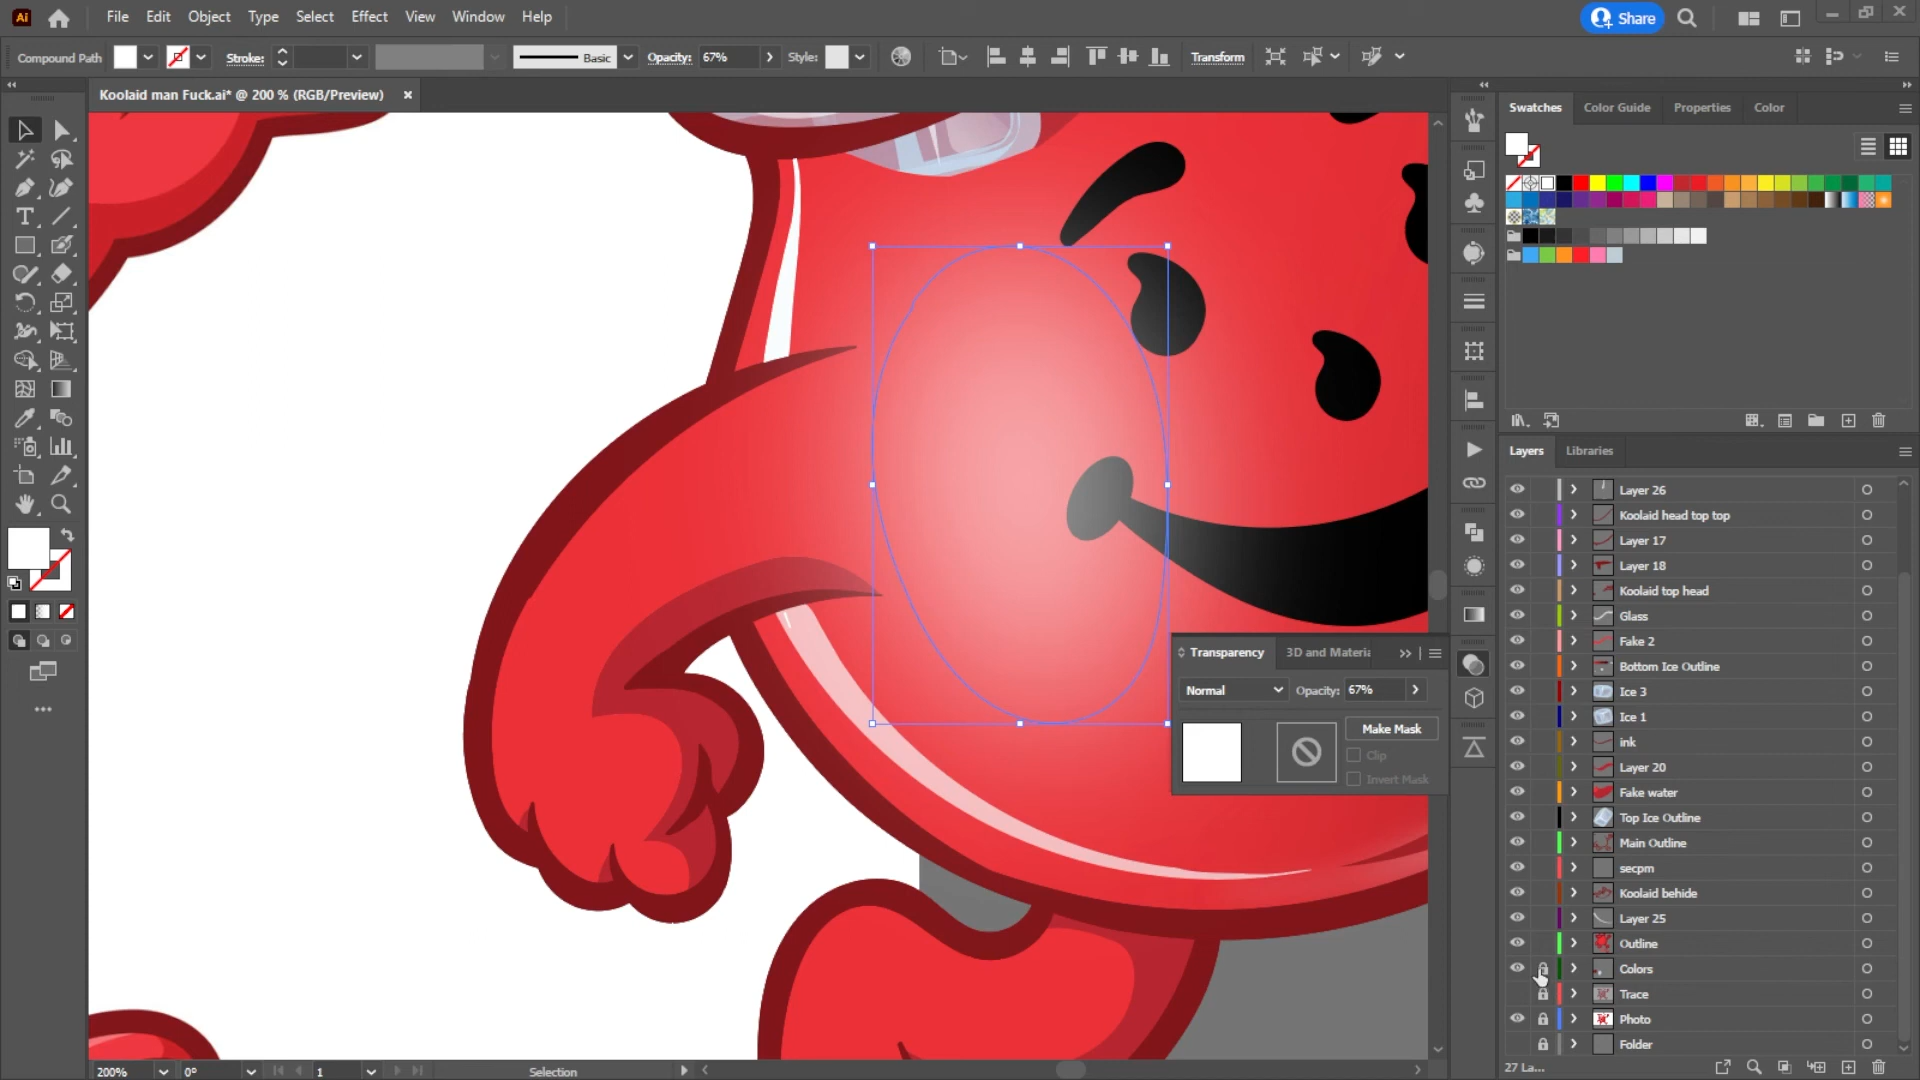 Ai File Edit Object Type Select Effect View Window Help Share
Compound Path Stroke: Basic Opacity: 67% Style: Transform
Koolaid man Fuck.ai* @ 200 % (RGB/Preview) ×
Swatches Color Guide Properties Color
Layers Libraries
Layer 26
Koolaid head top top
Layer 17
Layer 18
Koolaid top head
Glass
Fake 2
Bottom Ice Outline
Ice 3
Ice 1
ink
Layer 20
Fake water
Top Ice Outline
Main Outline
secpm
Koolaid behide
Layer 25
Outline
Colors
Trace
Photo
Folder
27 La...
Transparency 3D and Materia
Normal Opacity: 67%
Make Mask
Clip
Invert Mask
200% 0° 1 Selection